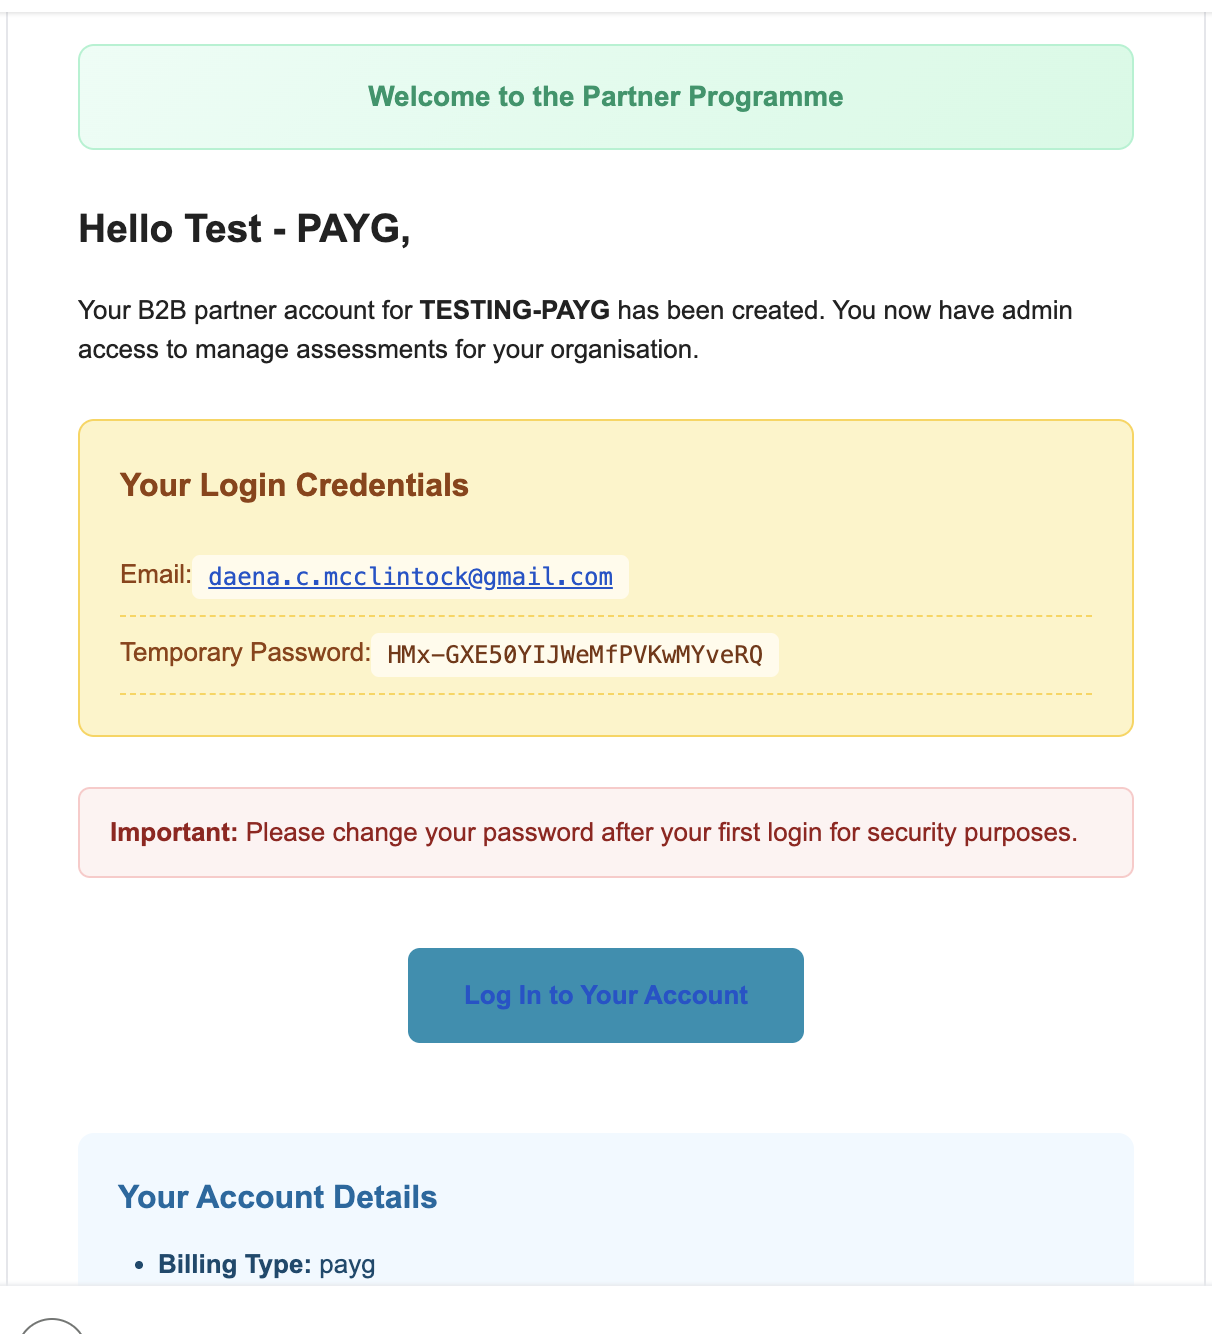 Welcome to the Partner Programme
Hello Test - PAYG,
Your B2B partner account for TESTING-PAYG has been created. You now have admin
access to manage assessments for your organisation.
Your Login Credentials
Email: daena.c.mcclintock@gmail.com
Temporary Password: HMx-GXE50YIJWeMfPVKwMYveRQ
Important: Please change your password after your first login for security purposes.
Log In to Your Account
Your Account Details
• Billing Type: payg